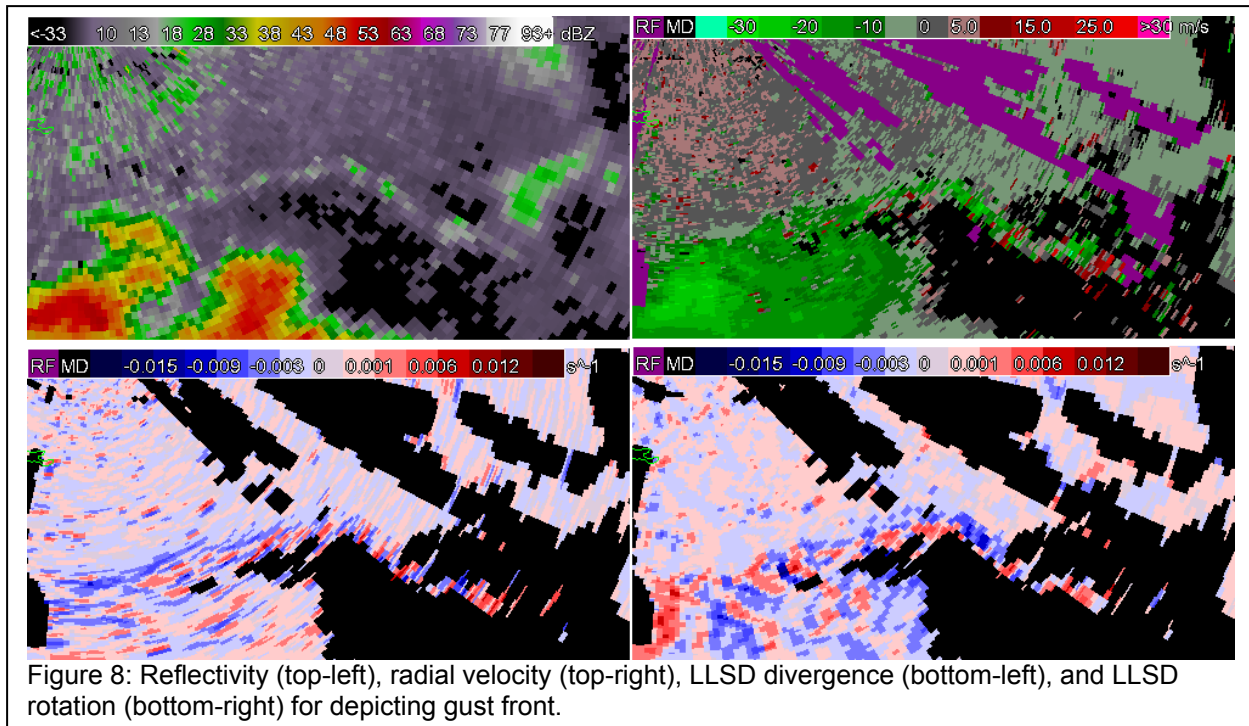 <-33 10 13 18 28 33 38 43 48 53 63 68 73 77 93+ dBZ
RF MD -30 -20 -10 0 5.0 15.0 25.0 >30 m/s
RF MD -0.015 -0.009 -0.003 0 0.001 0.006 0.012 s^-1
RF MD -0.015 -0.009 -0.003 0 0.001 0.006 0.012 s^-1
Figure 8: Reflectivity (top-left), radial velocity (top-right), LLSD divergence (bottom-left), and LLSD
rotation (bottom-right) for depicting gust front.